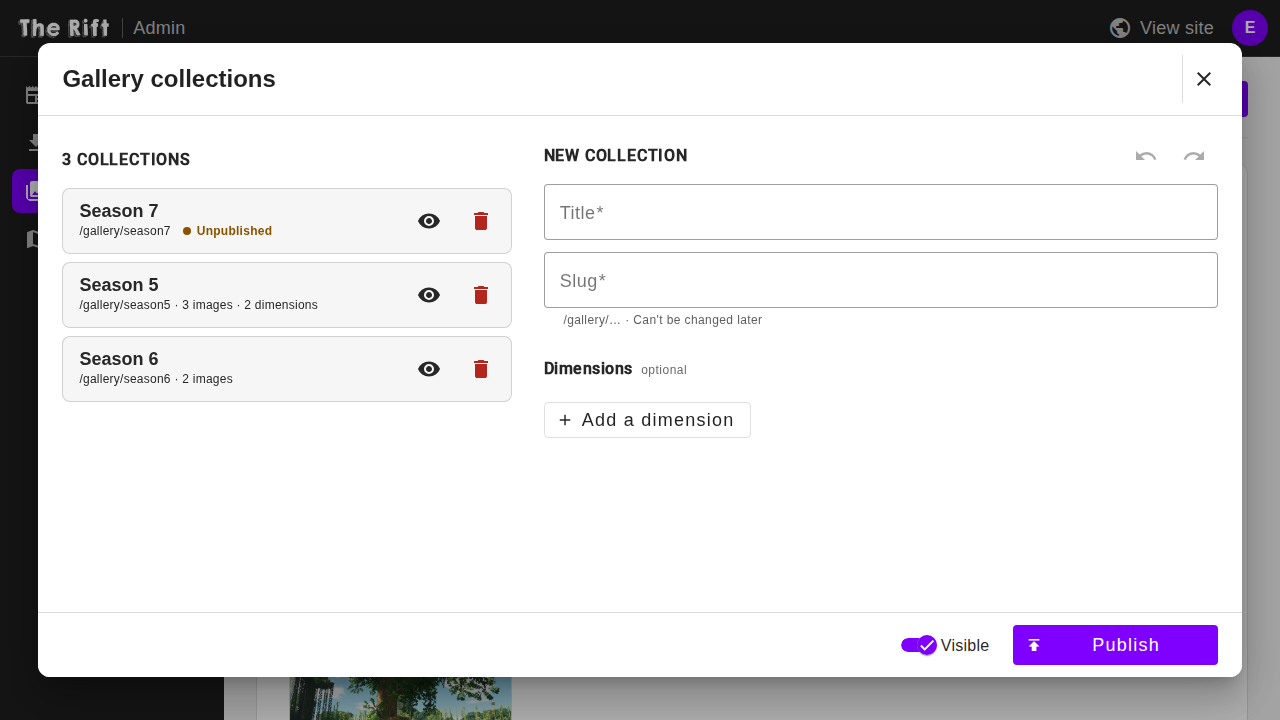 The Rift
Admin
View site
E
Gallery collections
3 COLLECTIONS
Season 7
/gallery/season7
Unpublished
Season 5
/gallery/season5 · 3 images · 2 dimensions
Season 6
/gallery/season6 · 2 images
NEW COLLECTION
Title*
Slug*
/gallery/… · Can't be changed later
Dimensions optional
Add a dimension
Visible
Publish